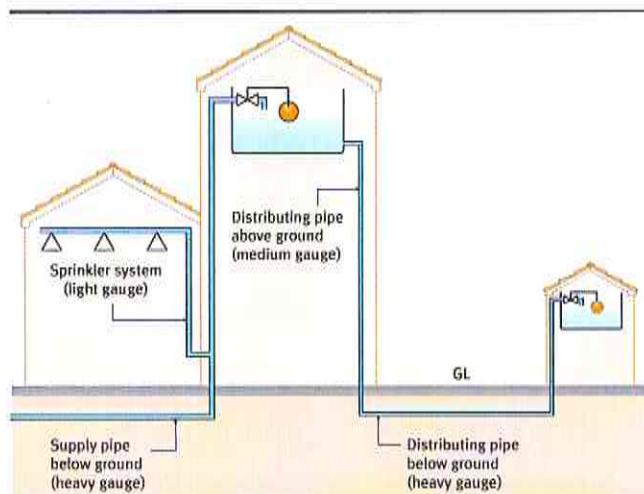 Distributing pipe
above ground
(medium gauge)
Sprinkler system
(light gauge)
GL
Supply pipe
below ground
(heavy gauge)
Distributing pipe
below ground
(heavy gauge)